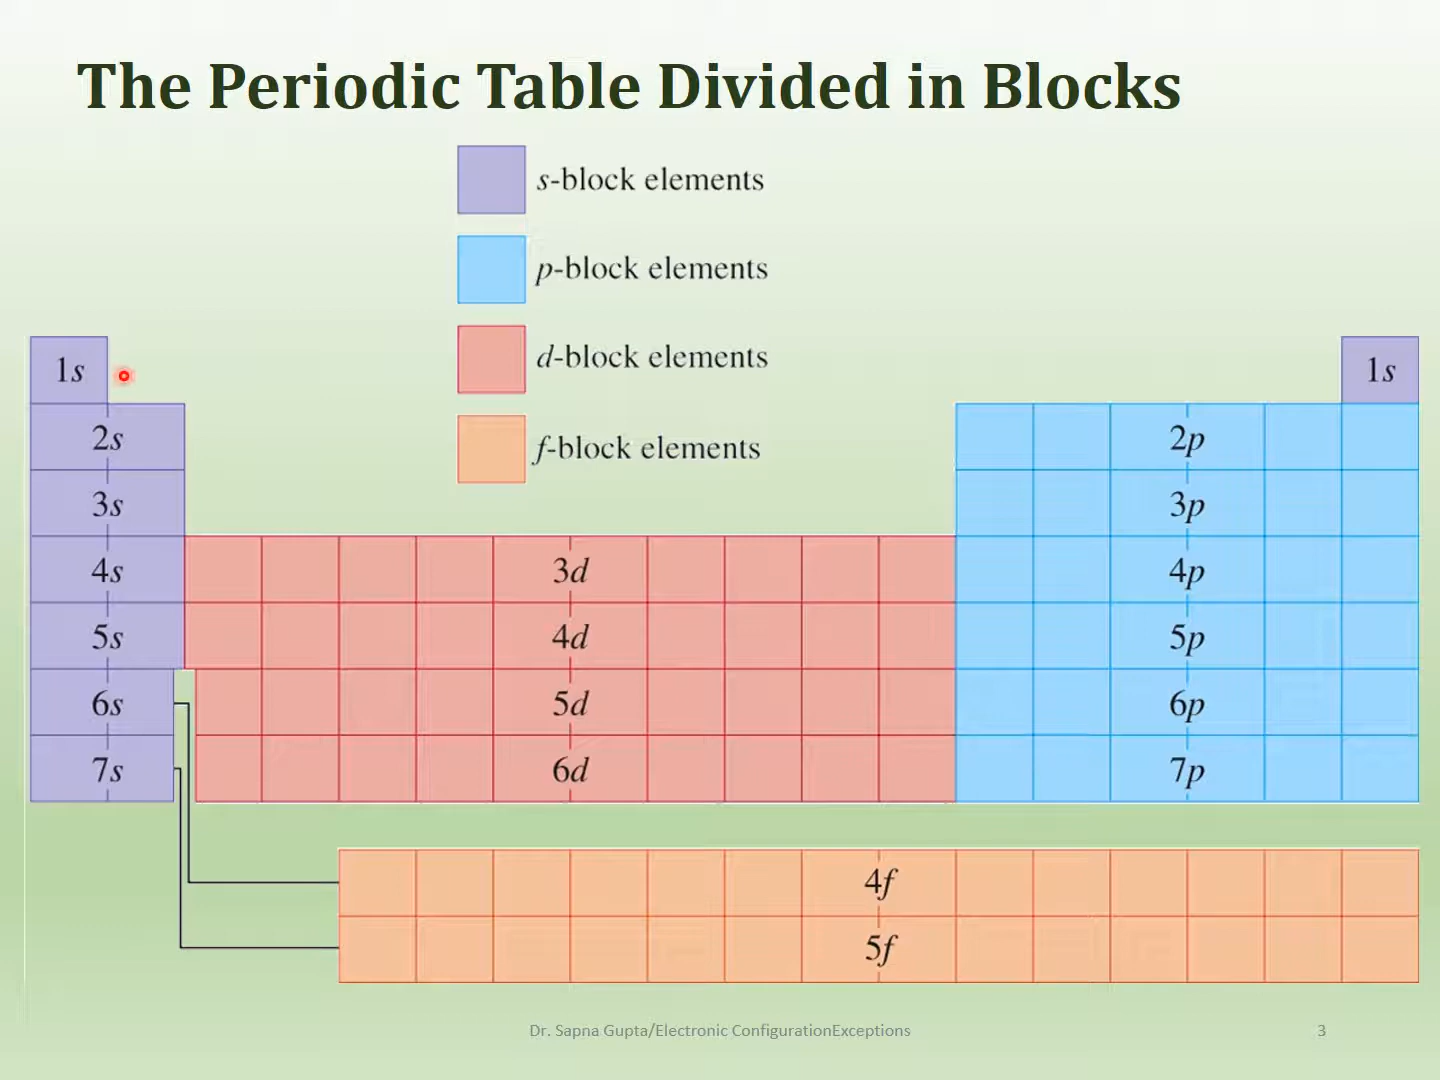 The Periodic Table Divided in Blocks
s-block elements
p-block elements
d-block elements
f-block elements
1s
1s
2s
2p
3s
3p
4s
3d
4p
5s
4d
5p
6s
5d
6p
7s
6d
7p
4f
5f
Dr. Sapna Gupta/Electronic ConfigurationExceptions
3